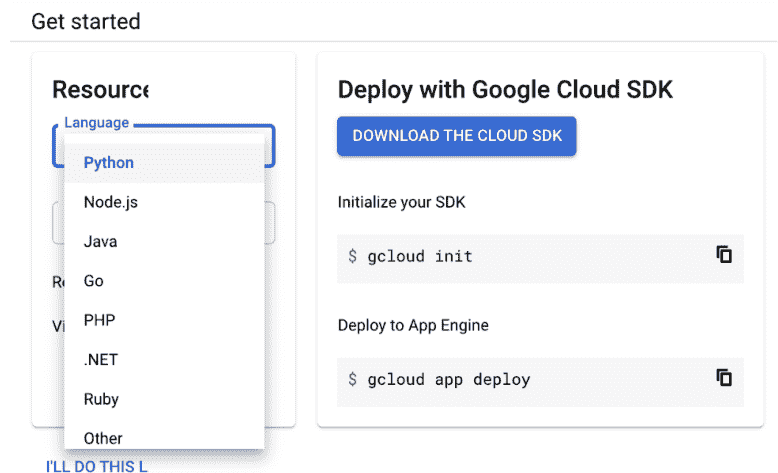 Get started
Resource
Language
Python
Node.js
Java
Go
PHP
.NET
Ruby
Other
I'LL DO THIS L
Deploy with Google Cloud SDK
DOWNLOAD THE CLOUD SDK
Initialize your SDK
$ gcloud init
Deploy to App Engine
$ gcloud app deploy